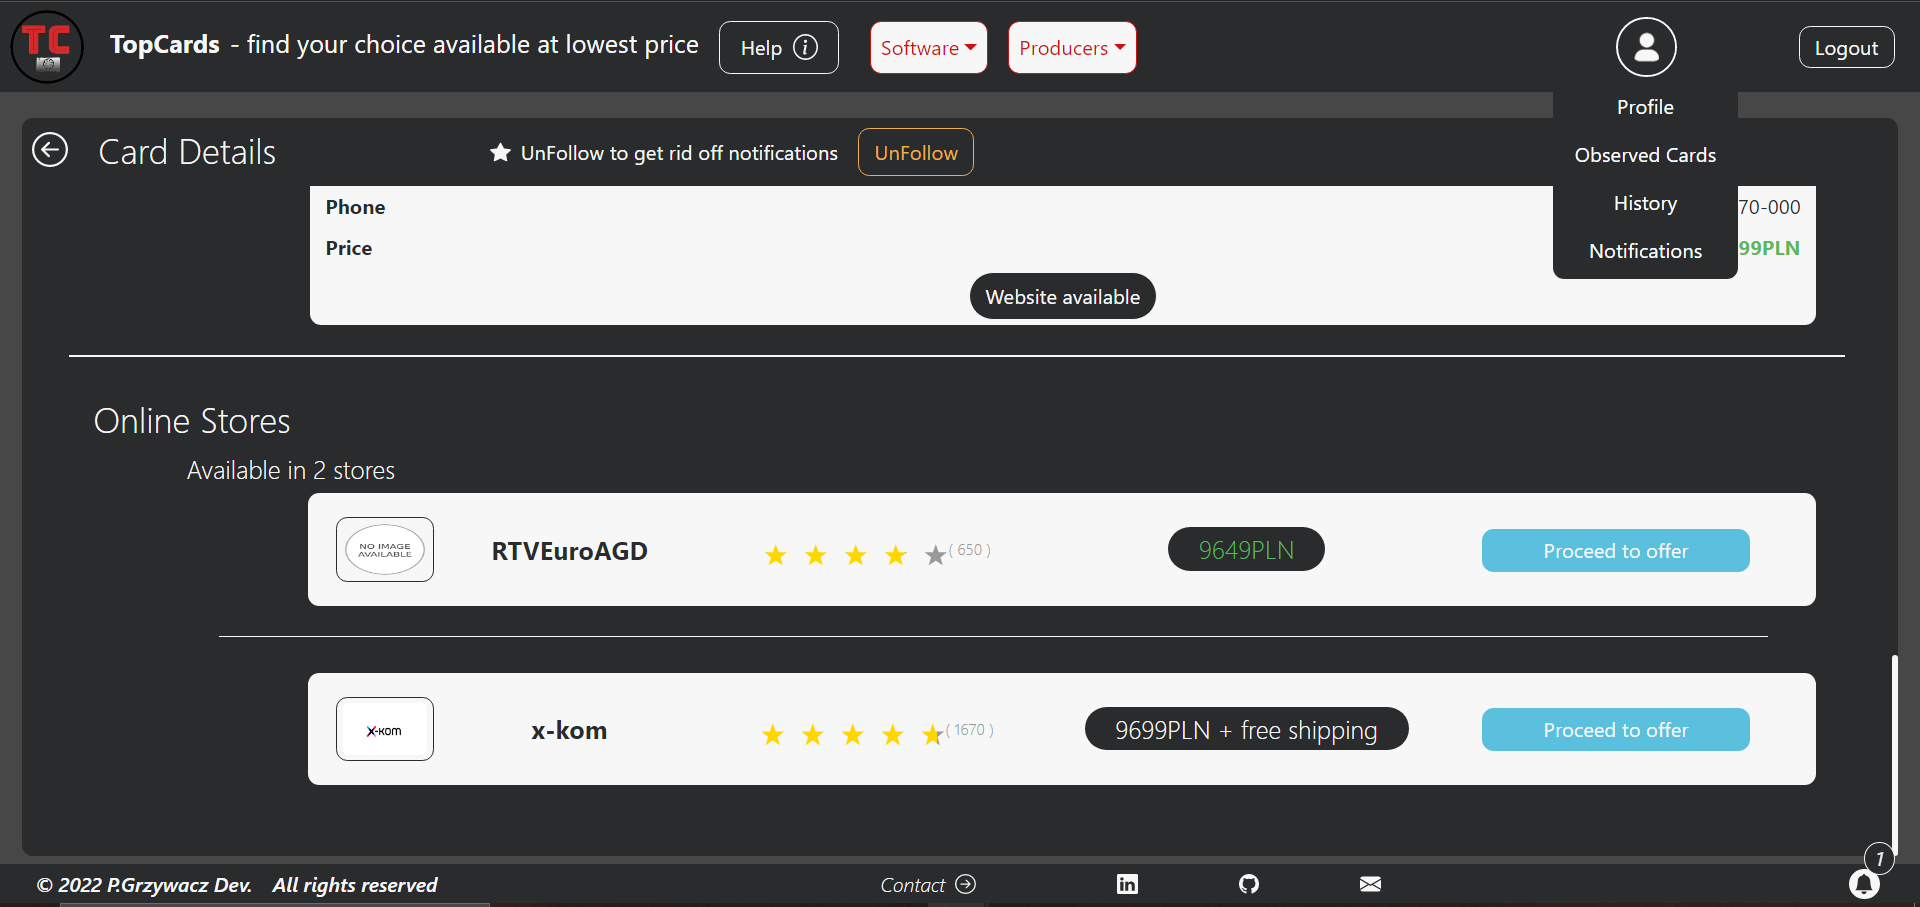 TC
TopCards - find your choice available at lowest price
Help
Software
Producers
Logout
Profile
Observed Cards
History
Notifications
Card Details
UnFollow to get rid off notifications
UnFollow
Phone
70-000
Price
99PLN
Website available
Online Stores
Available in 2 stores
NO IMAGE
AVAILABLE
RTVEuroAGD
( 650 )
9649PLN
Proceed to offer
x-kom
x-kom
( 1670 )
9699PLN + free shipping
Proceed to offer
1
© 2022 P.Grzywacz Dev. All rights reserved
Contact
in